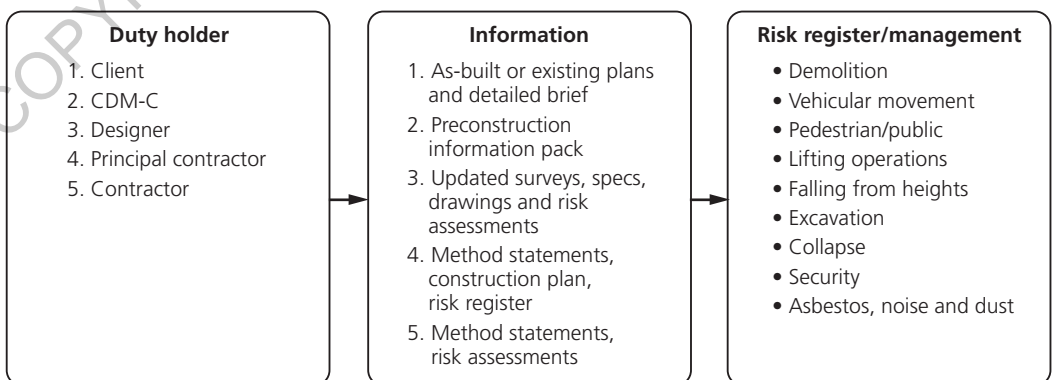 Duty holder
1. Client
2. CDM-C
3. Designer
4. Principal contractor
5. Contractor
Information
1. As-built or existing plans
and detailed brief
2. Preconstruction
information pack
3. Updated surveys, specs,
drawings and risk
assessments
4. Method statements,
construction plan,
risk register
5. Method statements,
risk assessments
Risk register/management
• Demolition
• Vehicular movement
• Pedestrian/public
• Lifting operations
• Falling from heights
• Excavation
• Collapse
• Security
• Asbestos, noise and dust